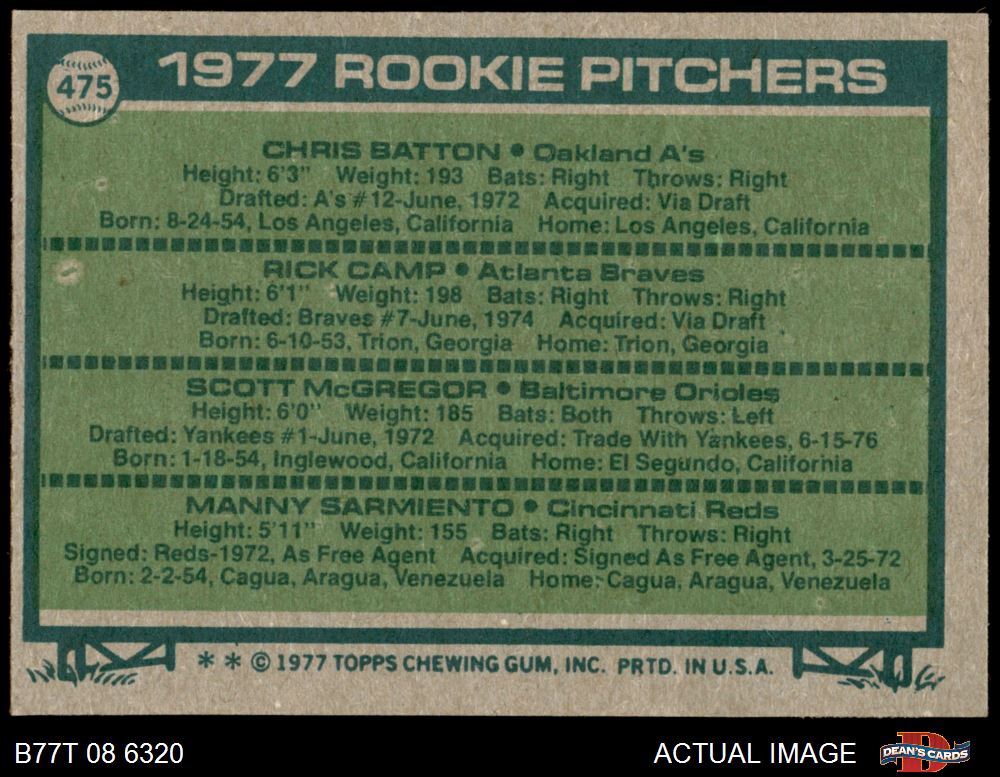 475
1977 ROOKIE PITCHERS
CHRIS BATTON • Oakland A's
Height: 6'3" Weight: 193 Bats: Right Throws: Right
Drafted: A's #12-June, 1972 Acquired: Via Draft
Born: 8-24-54, Los Angeles, California Home: Los Angeles, California
RICK CAMP • Atlanta Braves
Height: 6'1" Weight: 198 Bats: Right Throws: Right
Drafted: Braves #7-June, 1974 Acquired: Via Draft
Born: 6-10-53, Trion, Georgia Home: Trion, Georgia
SCOTT McGREGOR • Baltimore Orioles
Height: 6'0" Weight: 185 Bats: Both Throws: Left
Drafted: Yankees #1-June, 1972 Acquired: Trade With Yankees, 6-15-76
Born: 1-18-54, Inglewood, California Home: El Segundo, California
MANNY SARMIENTO • Cincinnati Reds
Height: 5'11" Weight: 155 Bats: Right Throws: Right
Signed: Reds-1972, As Free Agent Acquired: Signed As Free Agent, 3-25-72
Born: 2-2-54, Cagua, Aragua, Venezuela Home: Cagua, Aragua, Venezuela
* * © 1977 TOPPS CHEWING GUM, INC. PRTD. IN U.S.A.
B77T 08 6320 ACTUAL IMAGE DEAN'S CARDS